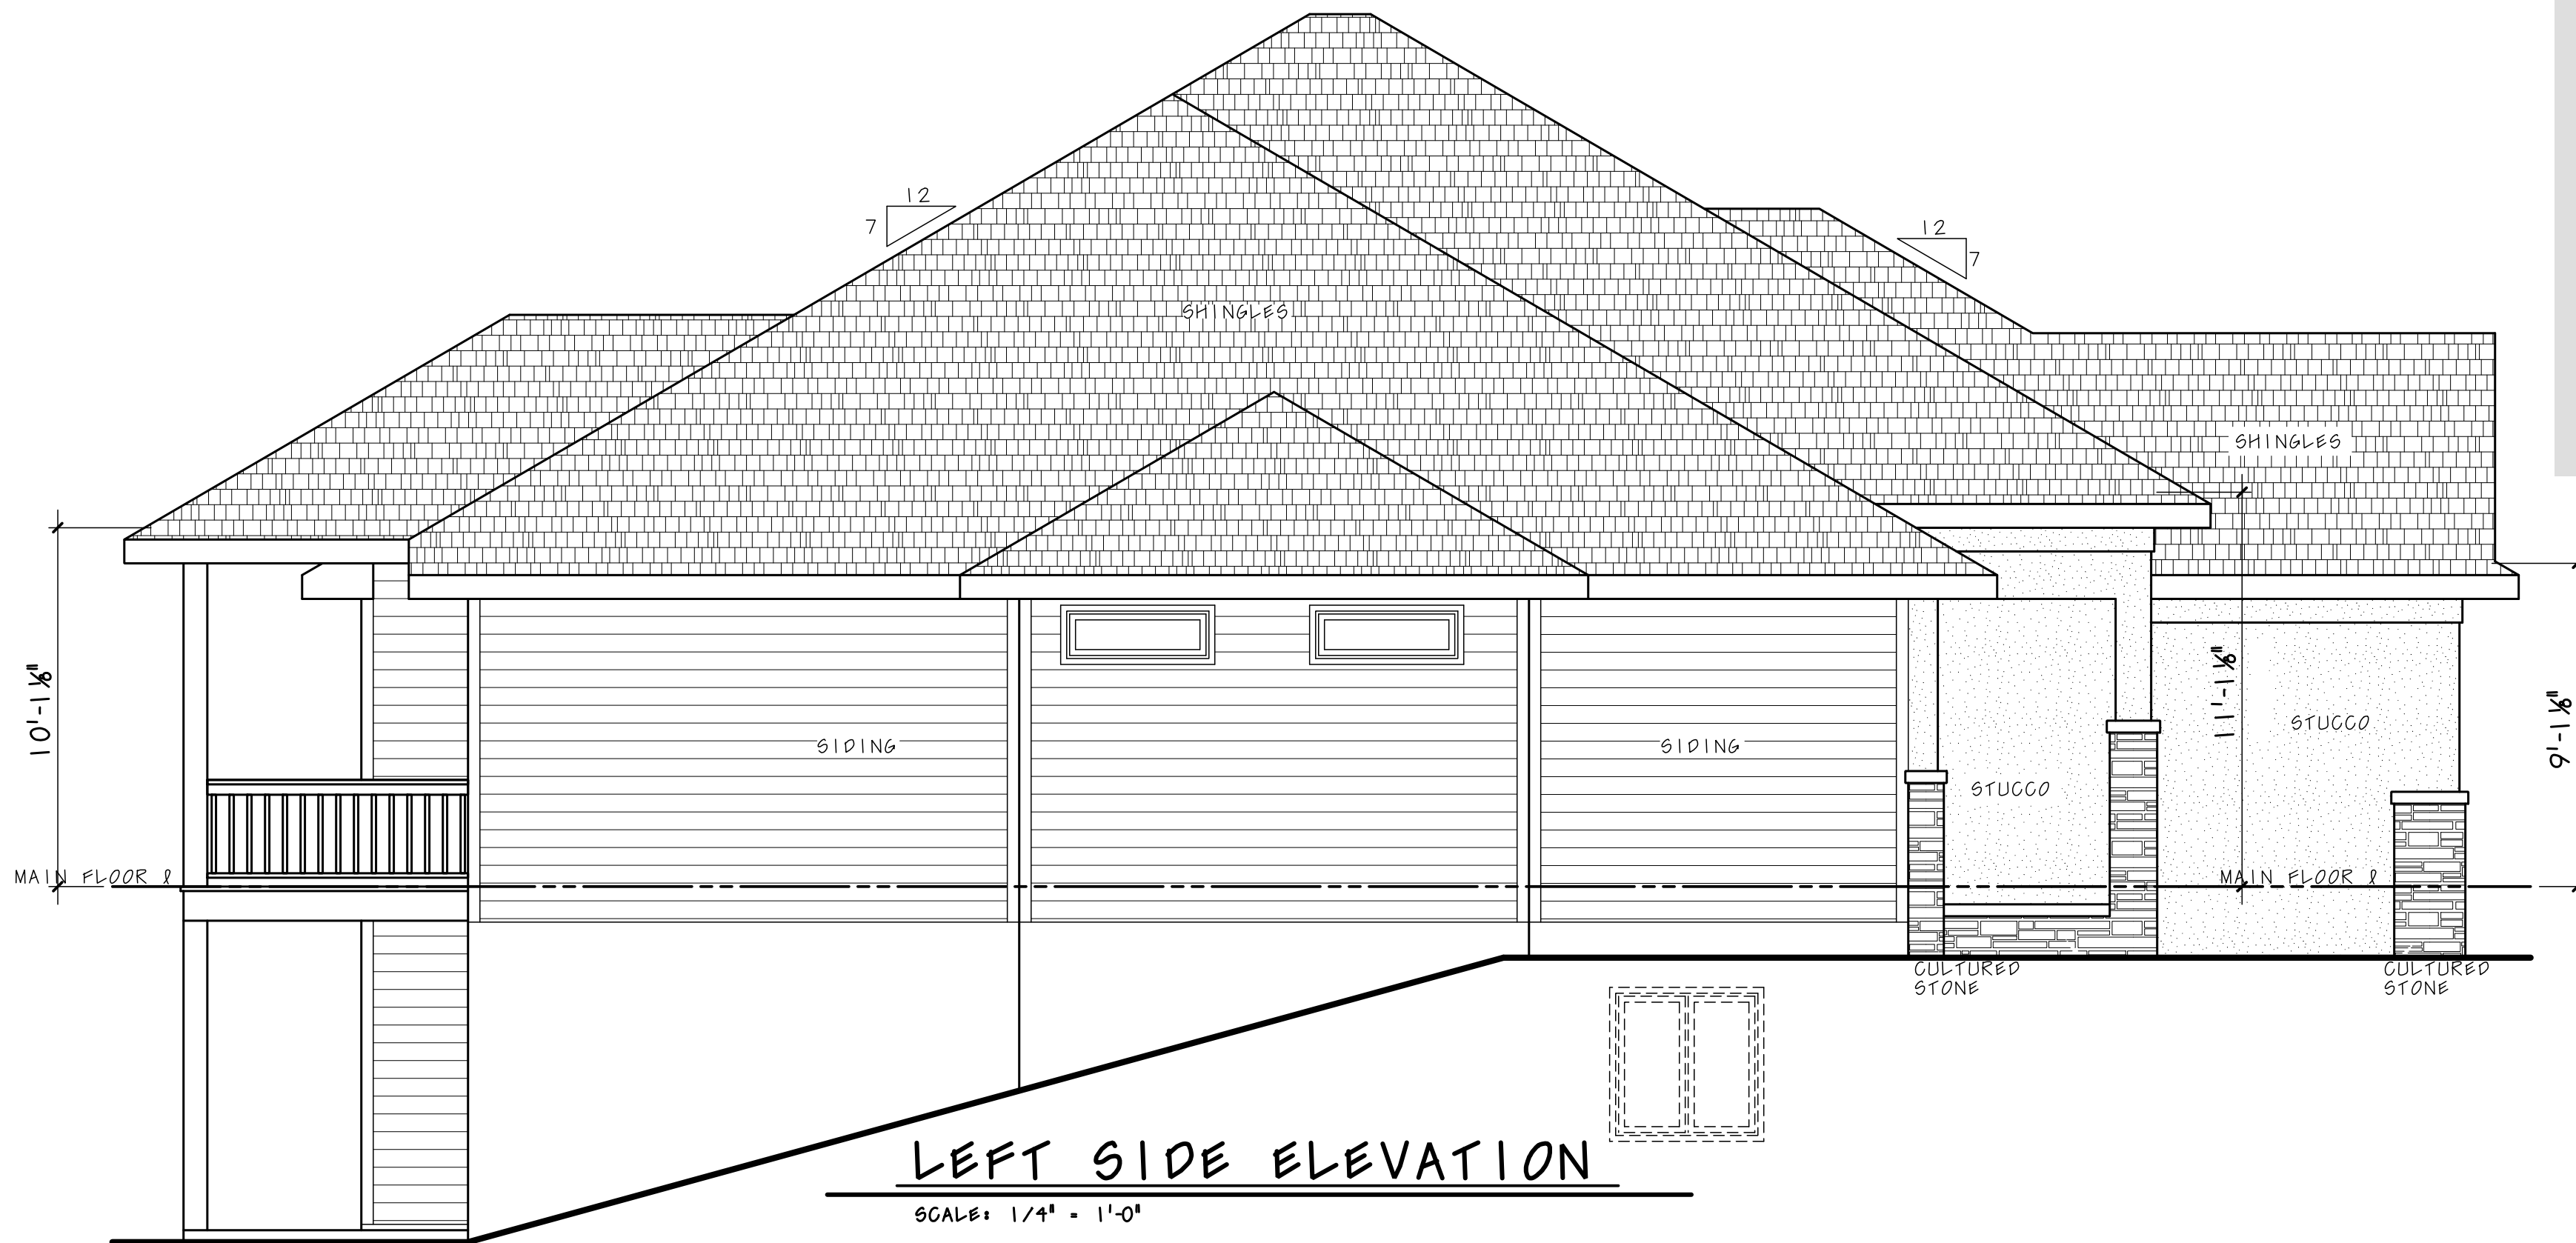 12
7
12
7
SHINGLES
SHINGLES
10'-1⅛"
11'-1⅛"
9'-1⅛"
SIDING
SIDING
STUCCO
STUCCO
MAIN FLOOR
MAIN FLOOR
CULTURED
STONE
CULTURED
STONE
LEFT SIDE ELEVATION
SCALE: 1/4" = 1'-0"